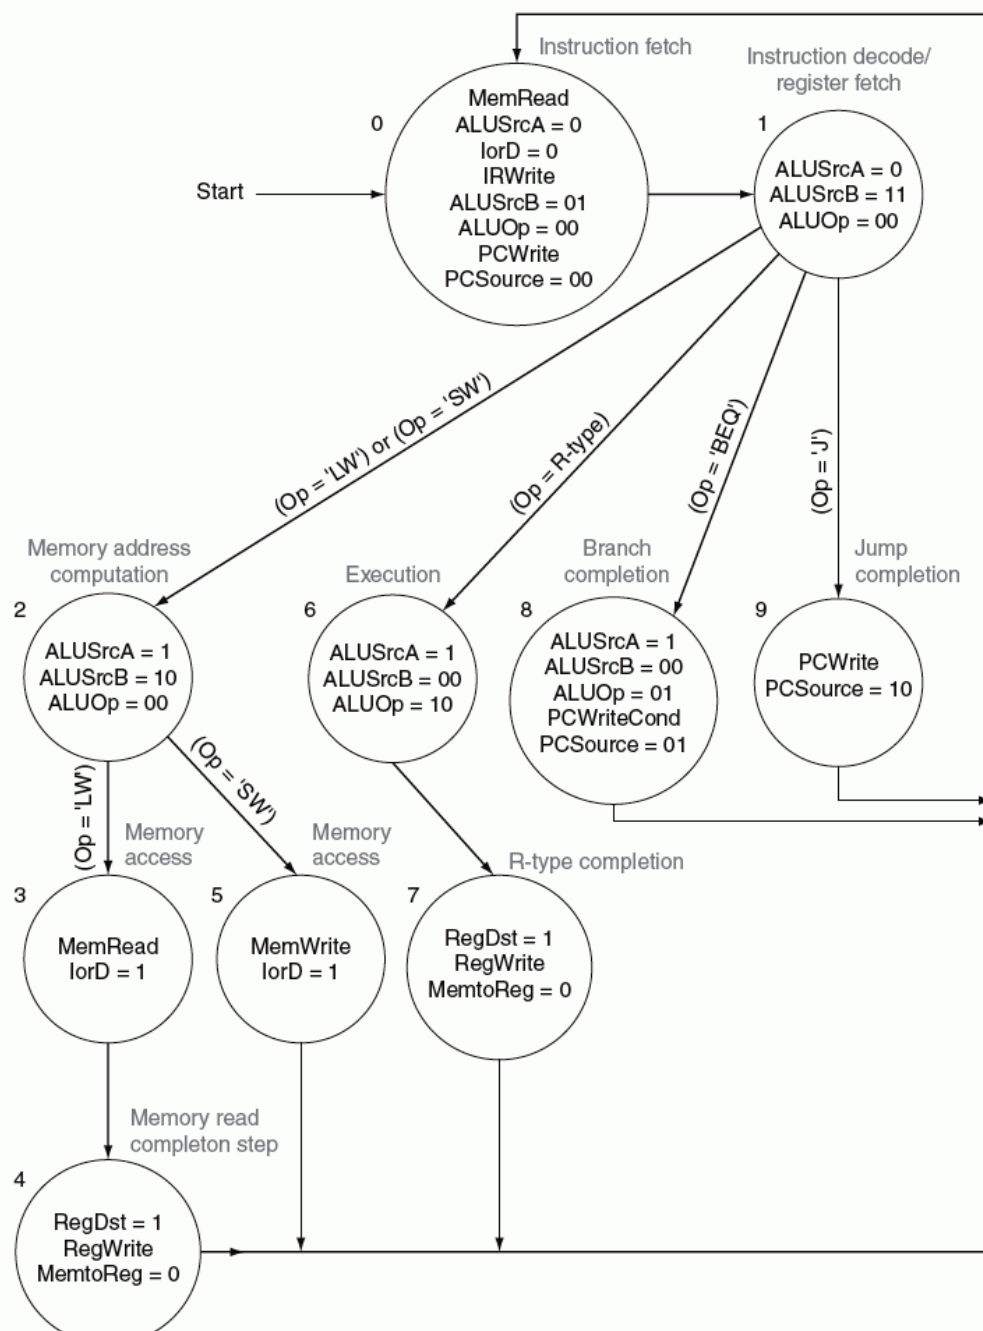 Instruction fetch
Instruction decode/
register fetch
0
MemRead
ALUSrcA = 0
IorD = 0
IRWrite
ALUSrcB = 01
ALUOp = 00
PCWrite
PCSource = 00
1
ALUSrcA = 0
ALUSrcB = 11
ALUOp = 00
Start
(Op = 'LW') or (Op = 'SW')
(Op = R-type)
(Op = 'BEQ')
(Op = 'J')
Memory address
computation
2
ALUSrcA = 1
ALUSrcB = 10
ALUOp = 00
Execution
6
ALUSrcA = 1
ALUSrcB = 00
ALUOp = 10
Branch
completion
8
ALUSrcA = 1
ALUSrcB = 00
ALUOp = 01
PCWriteCond
PCSource = 01
Jump
completion
9
PCWrite
PCSource = 10
(Op = 'LW')
(Op = 'SW')
Memory
access
3
MemRead
IorD = 1
Memory
access
5
MemWrite
IorD = 1
R-type completion
7
RegDst = 1
RegWrite
MemtoReg = 0
Memory read
completon step
4
RegDst = 1
RegWrite
MemtoReg = 0